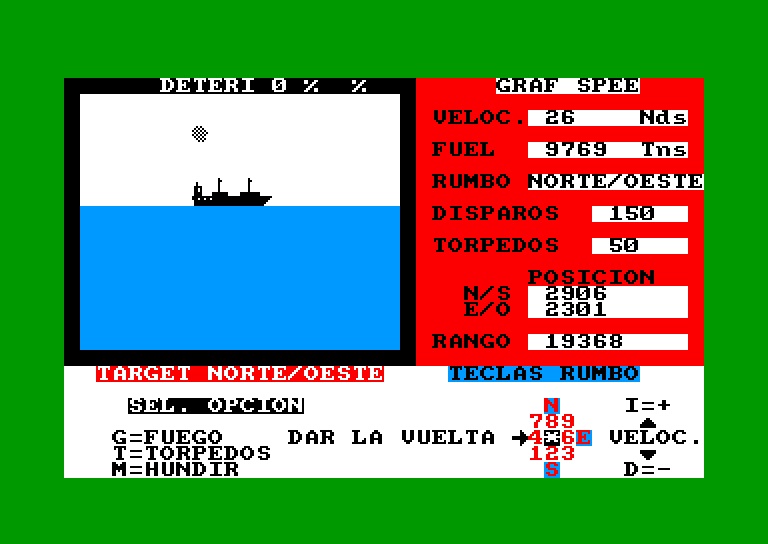 DETERI 0 %  %
GRAF SPEE
VELOC. 26 Nds
FUEL 9769 Tns
RUMBO NORTE/OESTE
DISPAROS 150
TORPEDOS 50
POSICION
N/S 2906
E/O 2301
RANGO 19368
TARGET NORTE/OESTE
TECLAS RUMBO
SEL. OPCION
N
I=+
789
G=FUEGO
DAR LA VUELTA →4*6E
VELOC.
T=TORPEDOS
123
M=HUNDIR
S
D=-